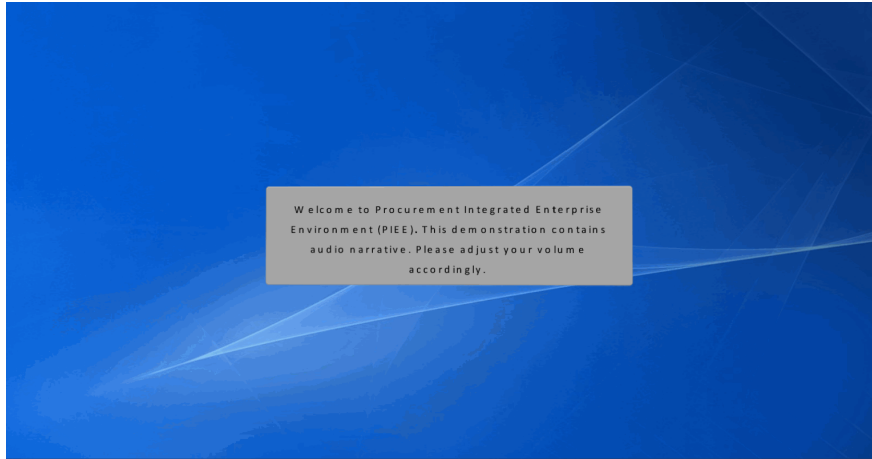 Welcome to Procurement Integrated Enterprise
Environment (PIEE). This demonstration contains
audio narrative. Please adjust your volume
accordingly.